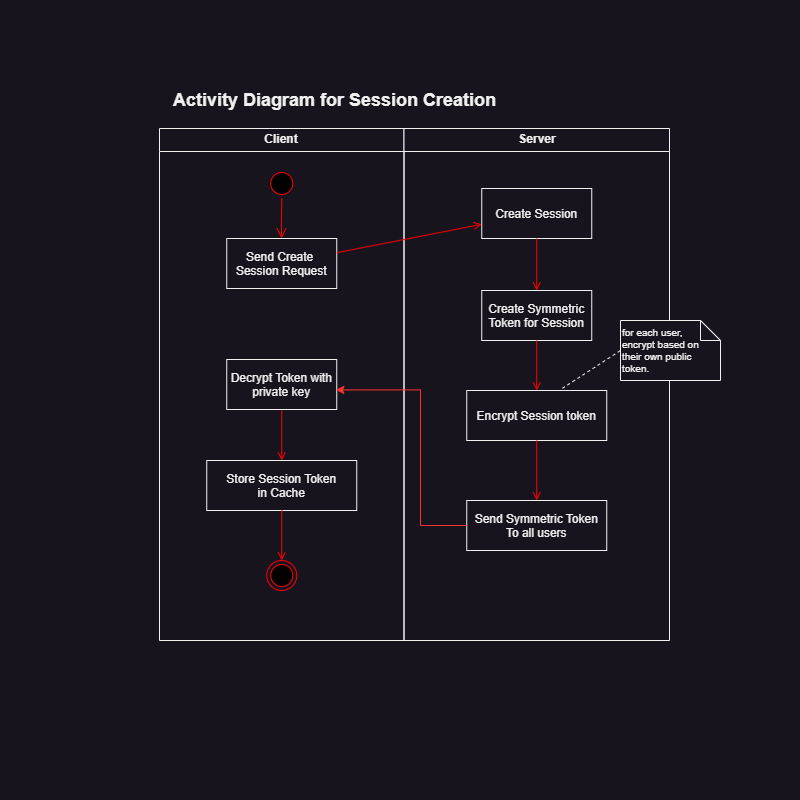 Activity Diagram for Session Creation
Client
Server
Create Session
Send Create
Session Request
Create Symmetric
Token for Session
for each user,
encrypt based on
their own public
token.
Decrypt Token with
private key
Encrypt Session token
Store Session Token
in Cache
Send Symmetric Token
To all users